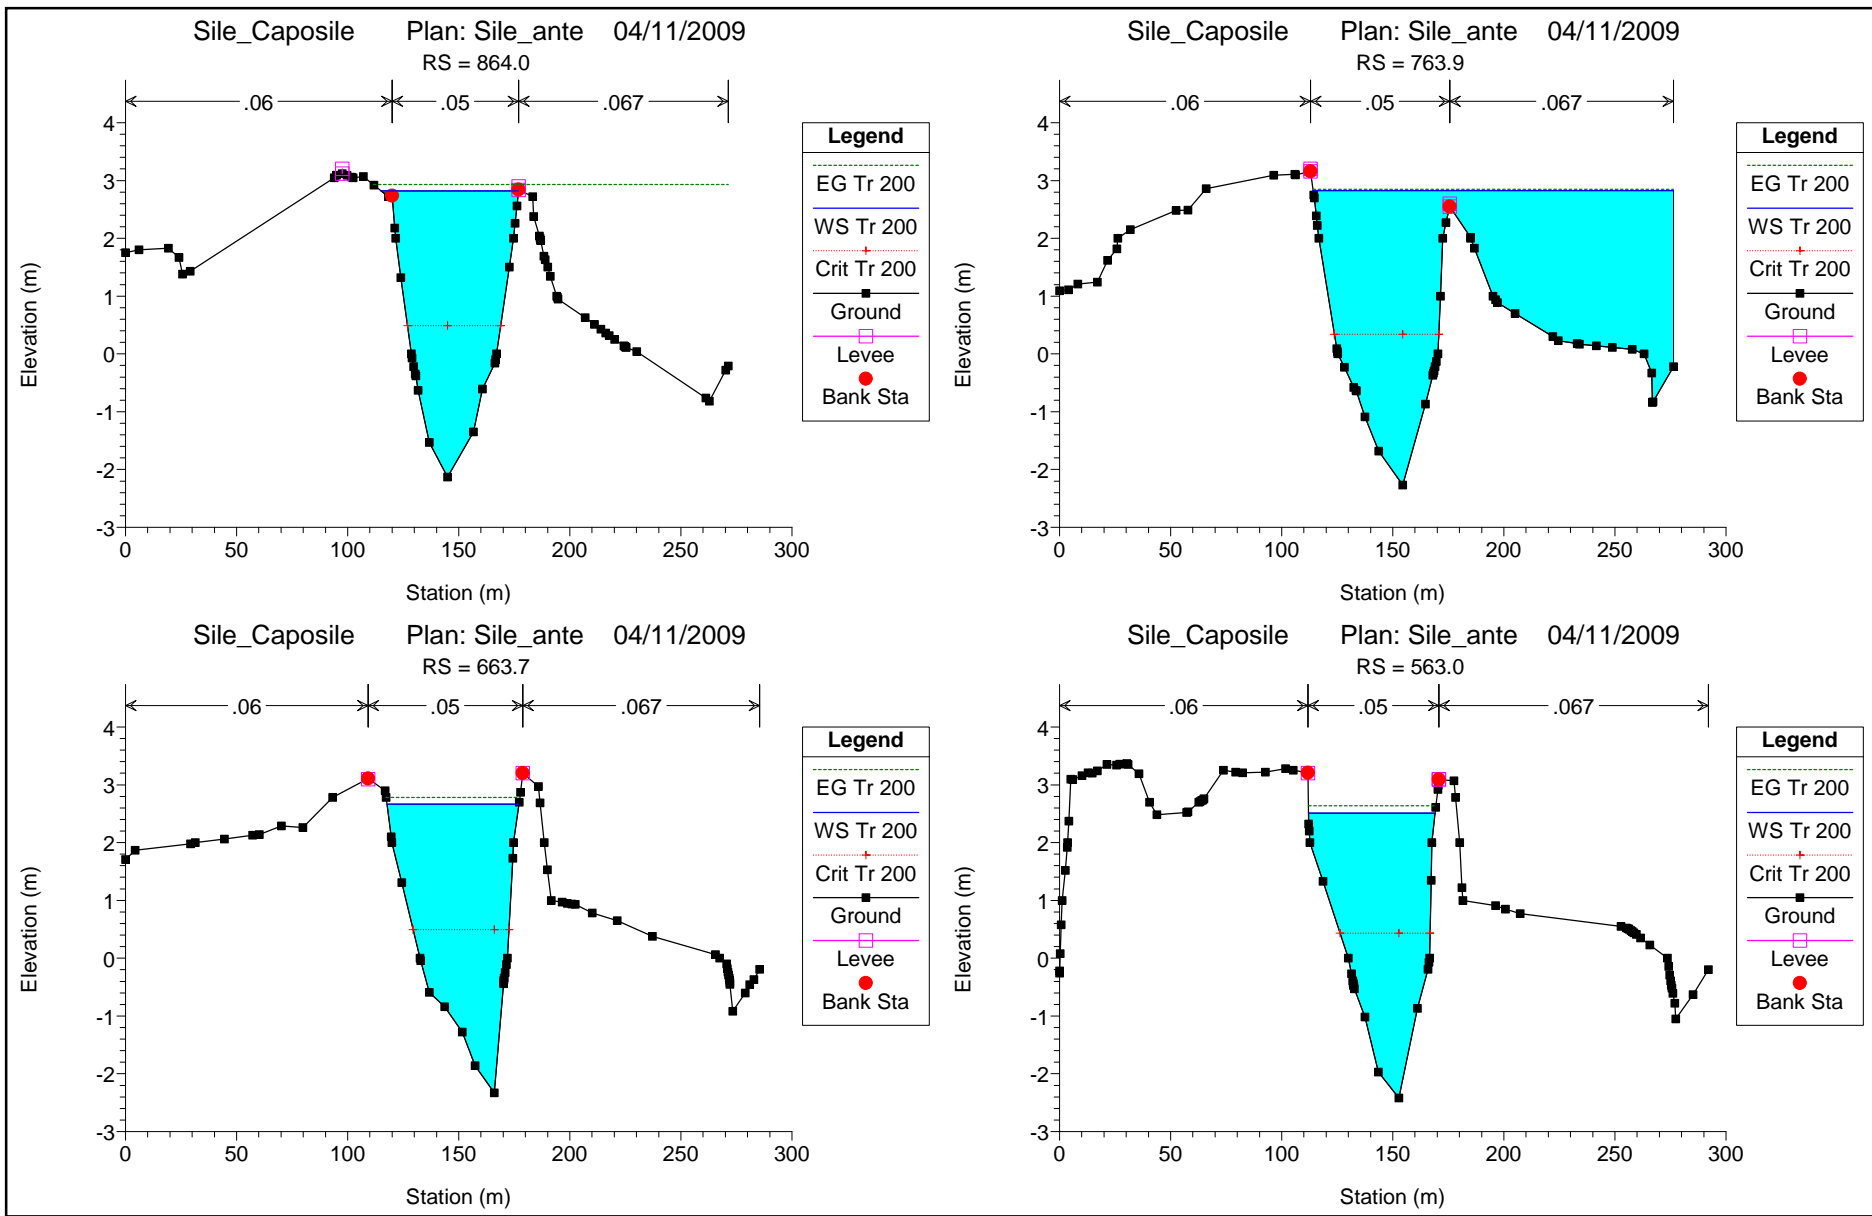 Sile_Caposile Plan: Sile_ante 04/11/2009
RS = 864.0
.06 .05 .067
4
3
2
1
0
-1
-2
-3
0 50 100 150 200 250 300
Station (m)
Elevation (m)
Legend
EG Tr 200
WS Tr 200
Crit Tr 200
Ground
Levee
Bank Sta
Sile_Caposile Plan: Sile_ante 04/11/2009
RS = 763.9
.06 .05 .067
4
3
2
1
0
-1
-2
-3
0 50 100 150 200 250 300
Station (m)
Elevation (m)
Legend
EG Tr 200
WS Tr 200
Crit Tr 200
Ground
Levee
Bank Sta
Sile_Caposile Plan: Sile_ante 04/11/2009
RS = 663.7
.06 .05 .067
4
3
2
1
0
-1
-2
-3
0 50 100 150 200 250 300
Station (m)
Elevation (m)
Legend
EG Tr 200
WS Tr 200
Crit Tr 200
Ground
Levee
Bank Sta
Sile_Caposile Plan: Sile_ante 04/11/2009
RS = 563.0
.06 .05 .067
4
3
2
1
0
-1
-2
-3
0 50 100 150 200 250 300
Station (m)
Elevation (m)
Legend
EG Tr 200
WS Tr 200
Crit Tr 200
Ground
Levee
Bank Sta